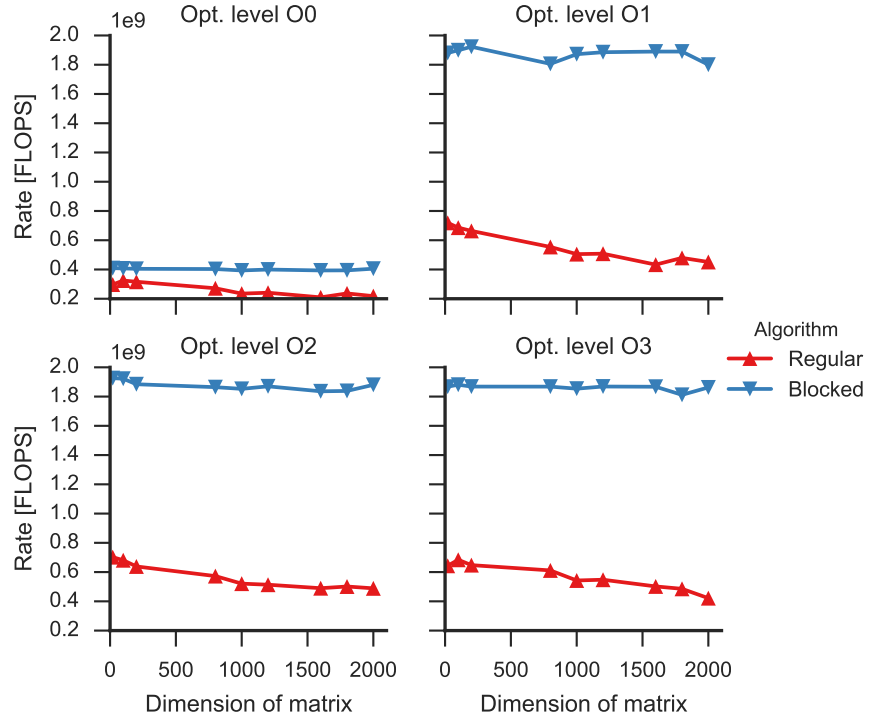 Opt. level O0
Opt. level O1
1e9
2.0
1.8
1.6
1.4
1.2
1.0
0.8
0.6
0.4
0.2
Rate [FLOPS]
Opt. level O2
Opt. level O3
1e9
2.0
1.8
1.6
1.4
1.2
1.0
0.8
0.6
0.4
0.2
Rate [FLOPS]
0 500 1000 1500 2000
0 500 1000 1500 2000
Dimension of matrix
Dimension of matrix
Algorithm
Regular
Blocked